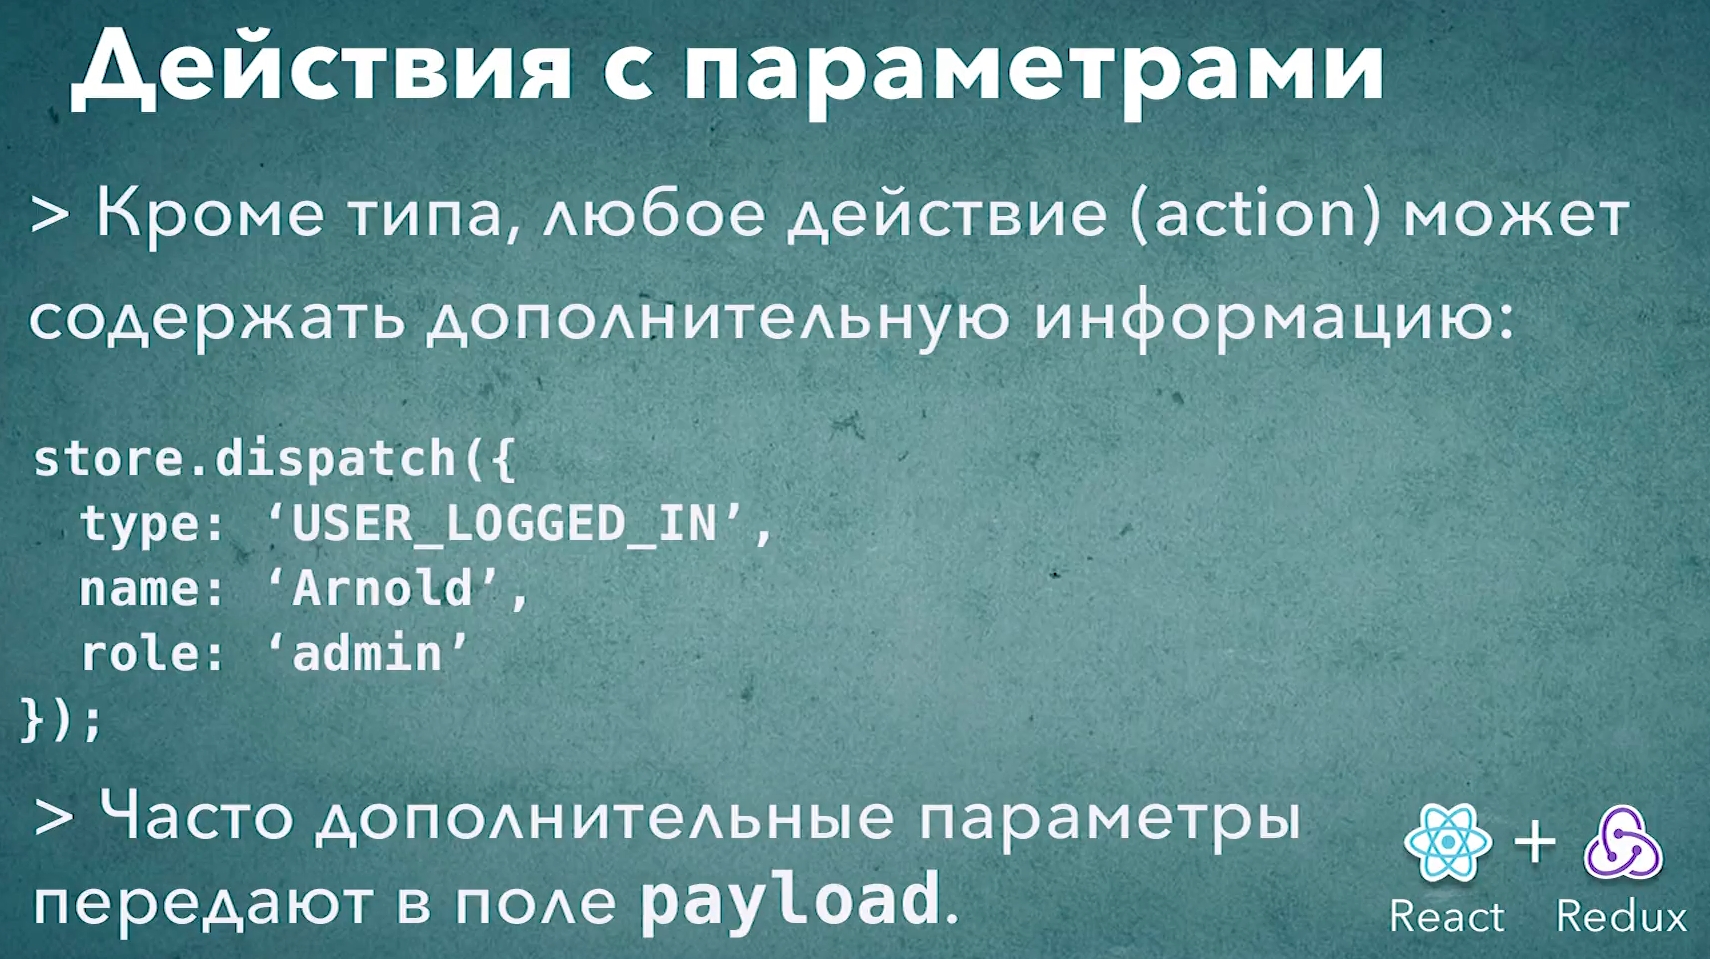 Действия с параметрами
> Кроме типа, любое действие (action) может
содержать дополнительную информацию:
store.dispatch({
  type: ‘USER_LOGGED_IN’,
  name: ‘Arnold’,
  role: ‘admin’
});
> Часто дополнительные параметры
передают в поле payload.
+
React Redux